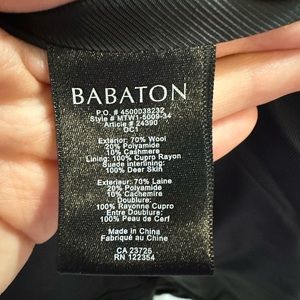 BABATON
P.O. # 4500038232
Style # MTW1-5009-34
Article # 24390
DC1
Exterior: 70% Wool
20% Polyamide
10% Cashmere
Lining: 100% Cupro Rayon
Suede interlining:
100% Deer Skin
Exterieur: 70% Laine
20% Polyamide
10% Cachemire
Doublure:
100% Rayonne Cupro
Entre Doublure:
100% Peau de Cerf
Made in China
Fabriqué au Chine
CA 23725
RN 122354